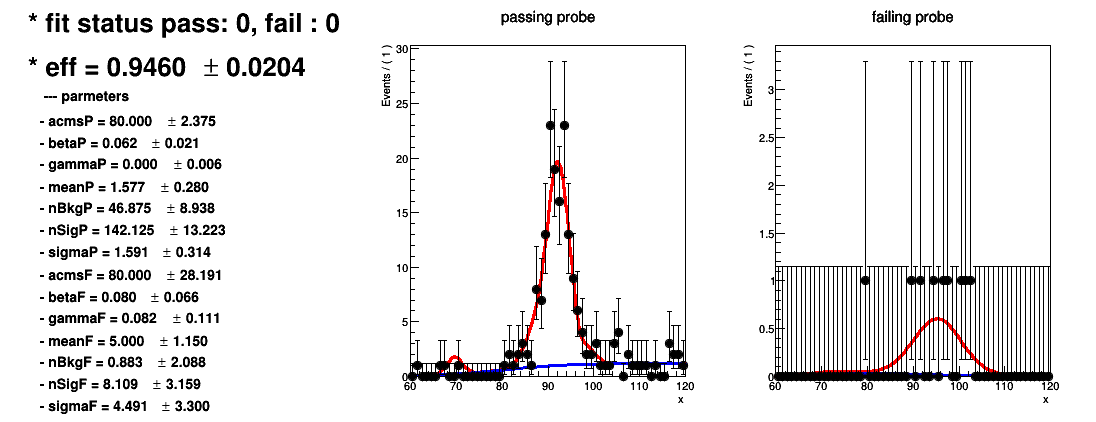 * fit status pass: 0, fail : 0
* eff = 0.9460 ± 0.0204
--- parmeters
- acmsP = 80.000 ± 2.375
- betaP = 0.062 ± 0.021
- gammaP = 0.000 ± 0.006
- meanP = 1.577 ± 0.280
- nBkgP = 46.875 ± 8.938
- nSigP = 142.125 ± 13.223
- sigmaP = 1.591 ± 0.314
- acmsF = 80.000 ± 28.191
- betaF = 0.080 ± 0.066
- gammaF = 0.082 ± 0.111
- meanF = 5.000 ± 1.150
- nBkgF = 0.883 ± 2.088
- nSigF = 8.109 ± 3.159
- sigmaF = 4.491 ± 3.300
passing probe
Events / ( 1 )
30
25
20
15
10
5
0
60 70 80 90 100 110 120
x
failing probe
Events / ( 1 )
3
2.5
2
1.5
1
0.5
0
60 70 80 90 100 110 120
x